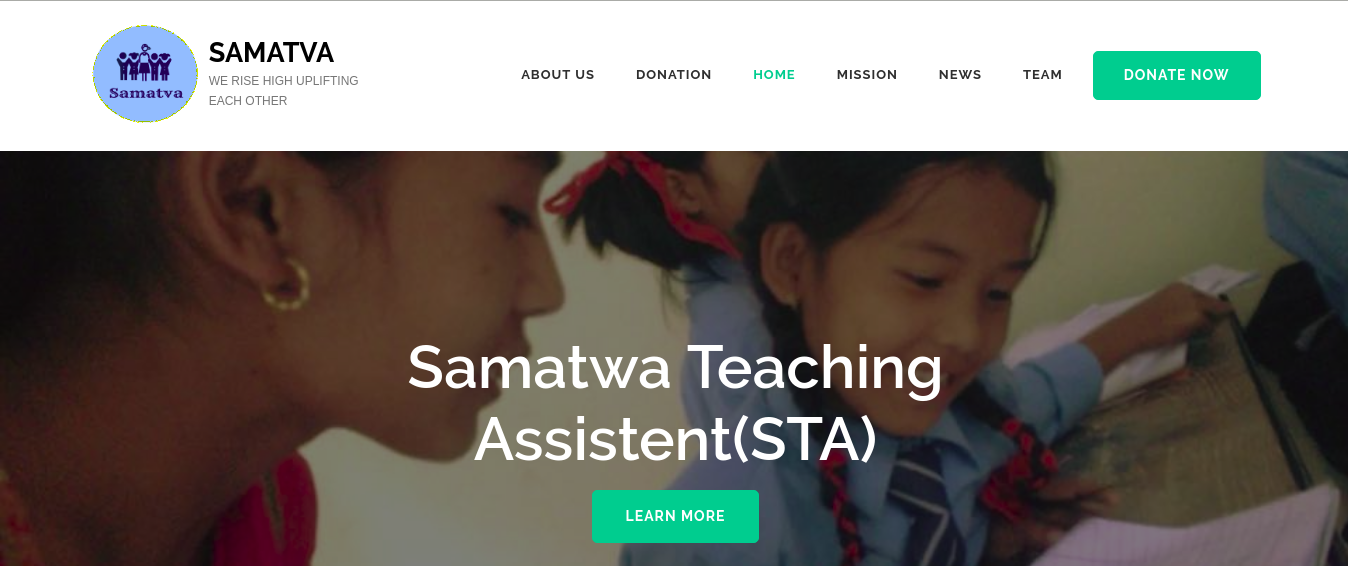 Samatva
SAMATVA
WE RISE HIGH UPLIFTING
EACH OTHER
ABOUT US
DONATION
HOME
MISSION
NEWS
TEAM
DONATE NOW
Samatwa Teaching
Assistent(STA)
LEARN MORE